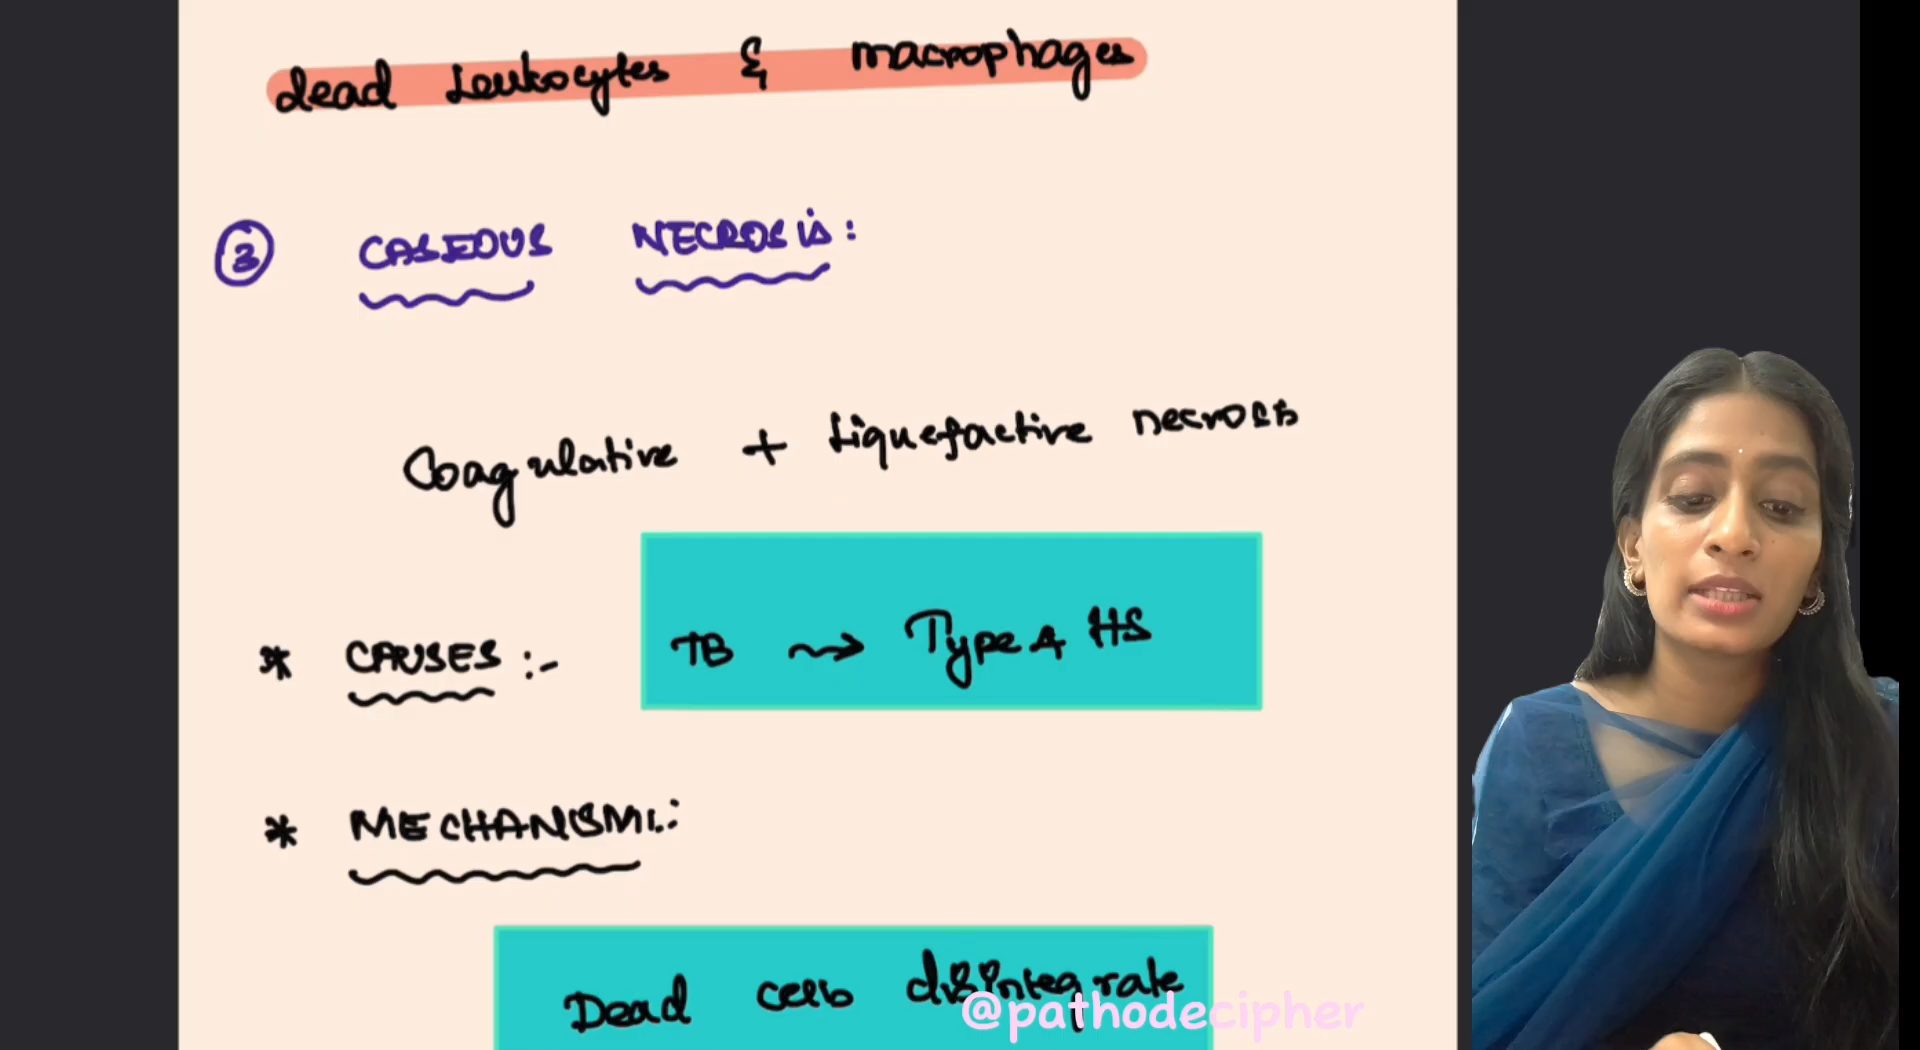 dead Leukocytes & macrophages
③ CASEOUS NECROSIS:
Coagulative + Liquefactive necrosis
* CAUSES :- TB ⇝ Type 4 HS
* MECHANISM:
Dead cells disintegrate
@pathodecipher